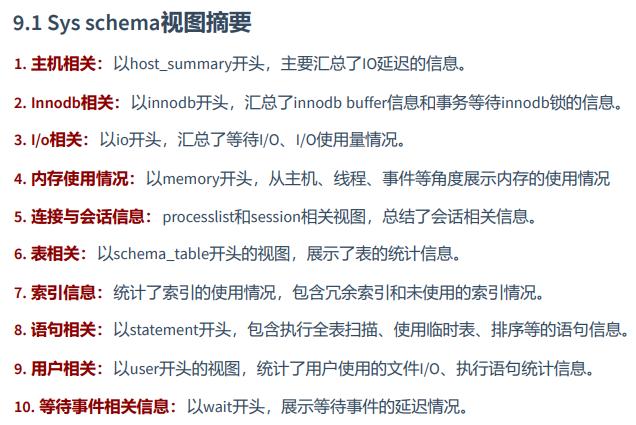 9.1 Sys schema视图摘要
1. 主机相关：以host_summary开头，主要汇总了IO延迟的信息。
2. Innodb相关：以innodb开头，汇总了innodb buffer信息和事务等待innodb锁的信息。
3. I/o相关：以io开头，汇总了等待I/O、I/O使用量情况。
4. 内存使用情况：以memory开头，从主机、线程、事件等角度展示内存的使用情况
5. 连接与会话信息：processlist和session相关视图，总结了会话相关信息。
6. 表相关：以schema_table开头的视图，展示了表的统计信息。
7. 索引信息：统计了索引的使用情况，包含冗余索引和未使用的索引情况。
8. 语句相关：以statement开头，包含执行全表扫描、使用临时表、排序等的语句信息。
9. 用户相关：以user开头的视图，统计了用户使用的文件I/O、执行语句统计信息。
10. 等待事件相关信息：以wait开头，展示等待事件的延迟情况。